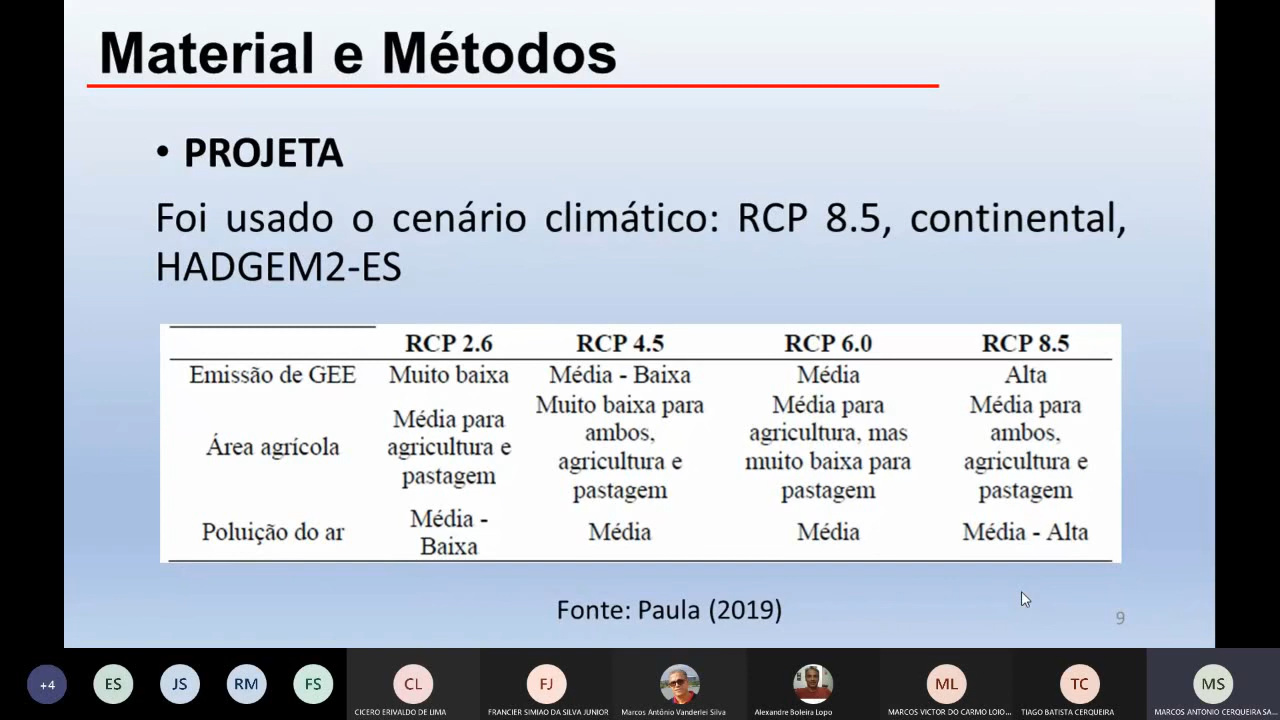 Material e Métodos
• PROJETA
Foi usado o cenário climático: RCP 8.5, continental,
HADGEM2-ES
RCP 2.6 RCP 4.5 RCP 6.0 RCP 8.5
Emissão de GEE Muito baixa Média - Baixa Média Alta
Área agrícola Média para agricultura e pastagem Muito baixa para ambos, agricultura e pastagem Média para agricultura, mas muito baixa para pastagem Média para ambos, agricultura e pastagem
Poluição do ar Média - Baixa Média Média Média - Alta
Fonte: Paula (2019)
9
+4 ES JS RM FS CL FJ ML TC MS
CICERO ERIVALDO DE LIMA FRANCIER SIMIÃO DA SILVA JUNIOR Marcos Antônio Vanderlei Silva Alexandre Boleira Lopo MARCOS VICTOR DO CARMO LOIO... TIAGO BATISTA CERQUEIRA MARCOS ANTONIO CERQUEIRA SA...